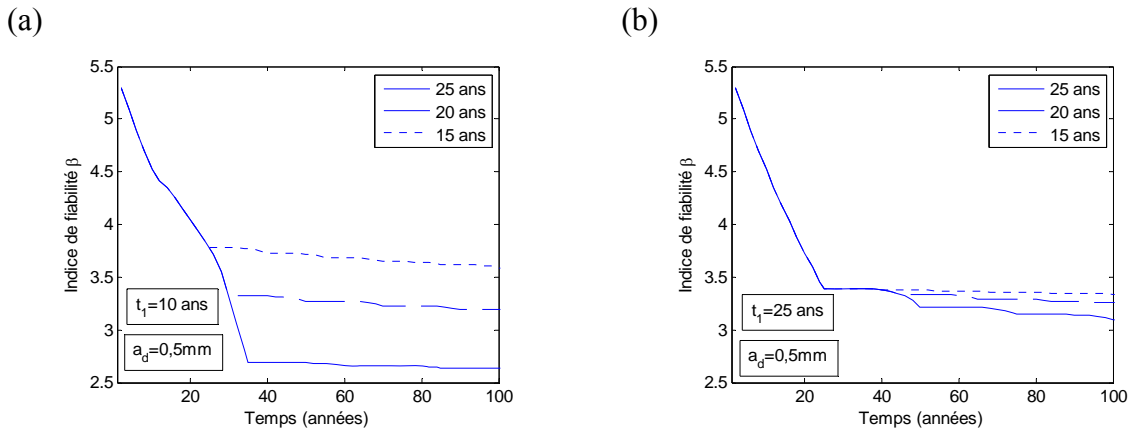 (a)
(b)
5.5
5
4.5
4
3.5
3
2.5
20
40
60
80
100
Indice de fiabilité β
Temps (années)
25 ans
20 ans
15 ans
t1=10 ans
ad=0,5mm
5.5
5
4.5
4
3.5
3
2.5
20
40
60
80
100
Indice de fiabilité β
Temps (années)
25 ans
20 ans
15 ans
t1=25 ans
ad=0,5mm